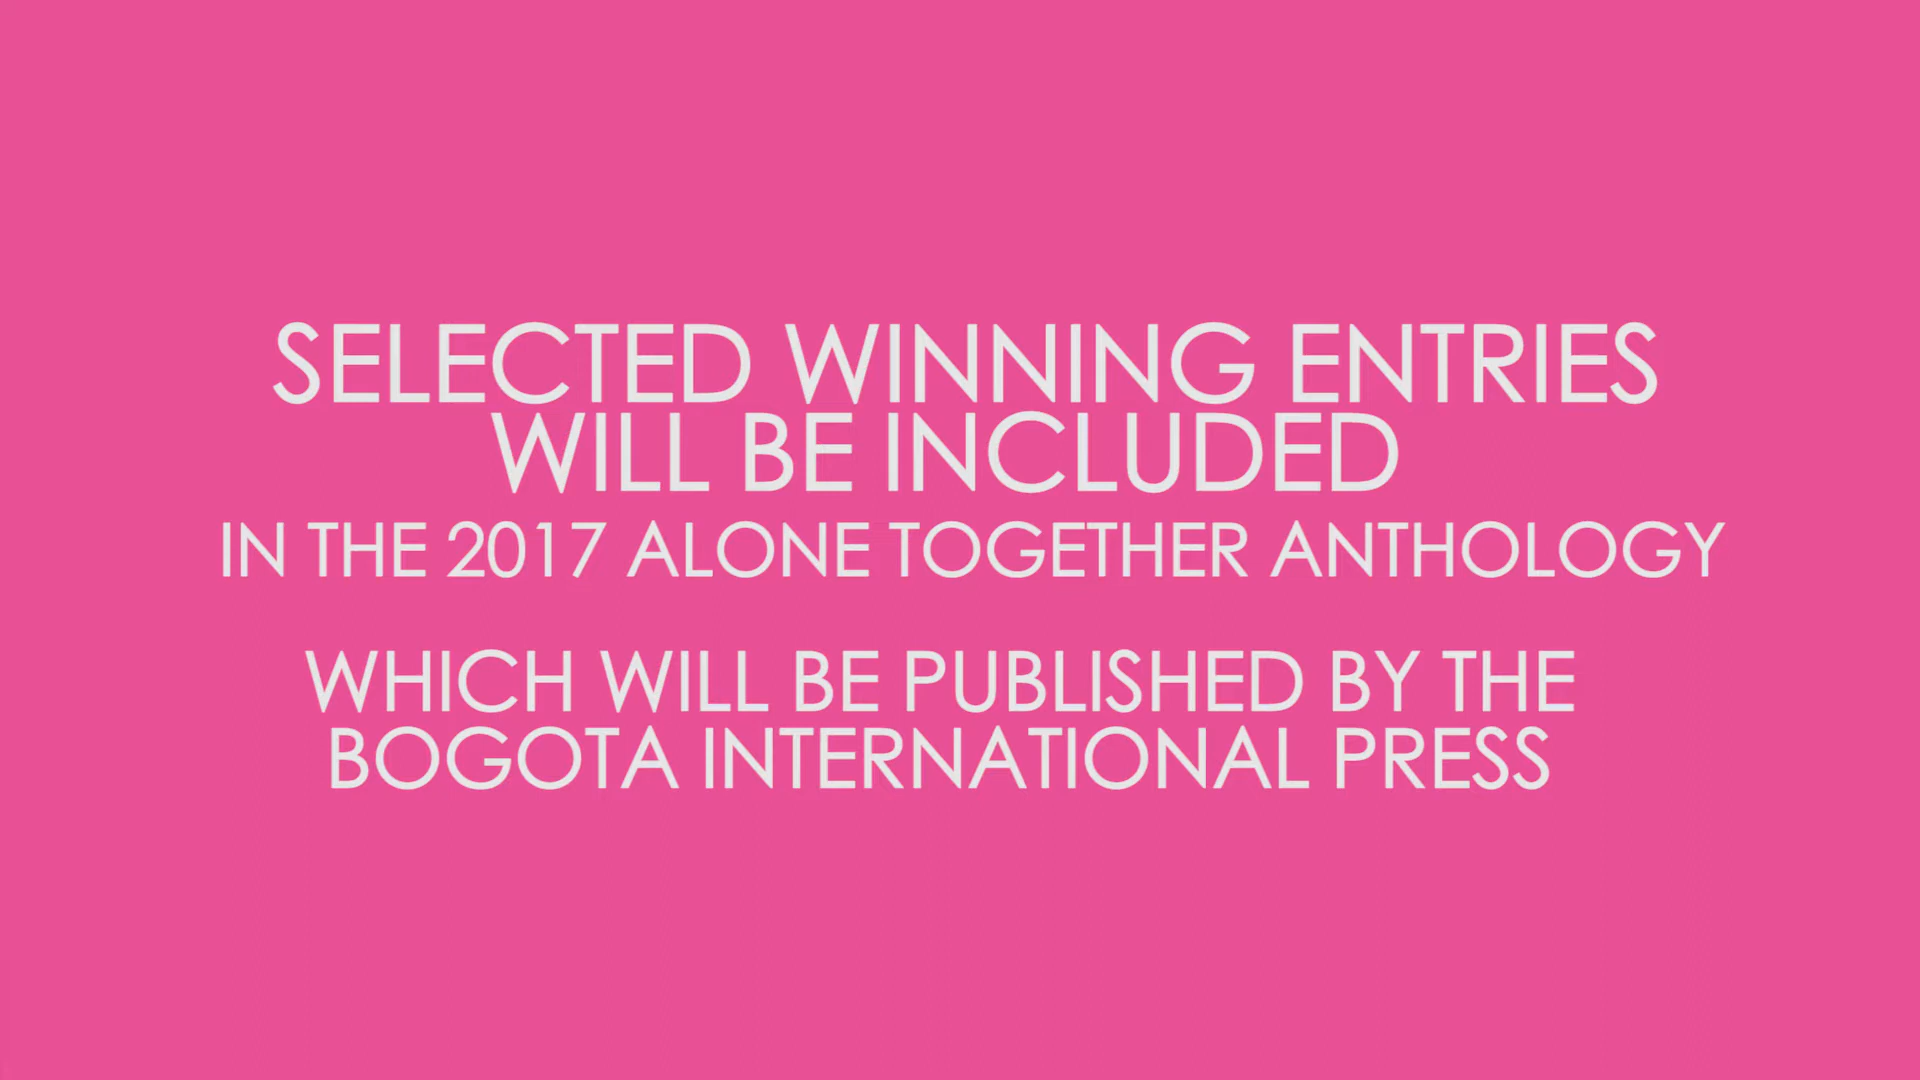 SELECTED WINNING ENTRIES
WILL BE INCLUDED
IN THE 2017 ALONE TOGETHER ANTHOLOGY
WHICH WILL BE PUBLISHED BY THE
BOGOTA INTERNATIONAL PRESS